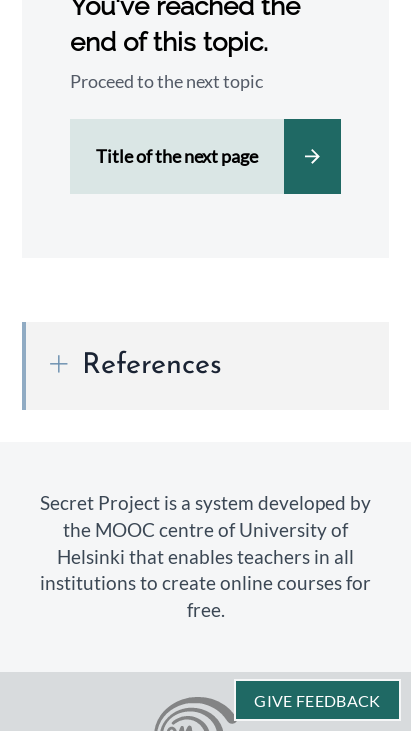 You've reached the
end of this topic.
Proceed to the next topic
Title of the next page
References
Secret Project is a system developed by
the MOOC centre of University of
Helsinki that enables teachers in all
institutions to create online courses for
free.
GIVE FEEDBACK